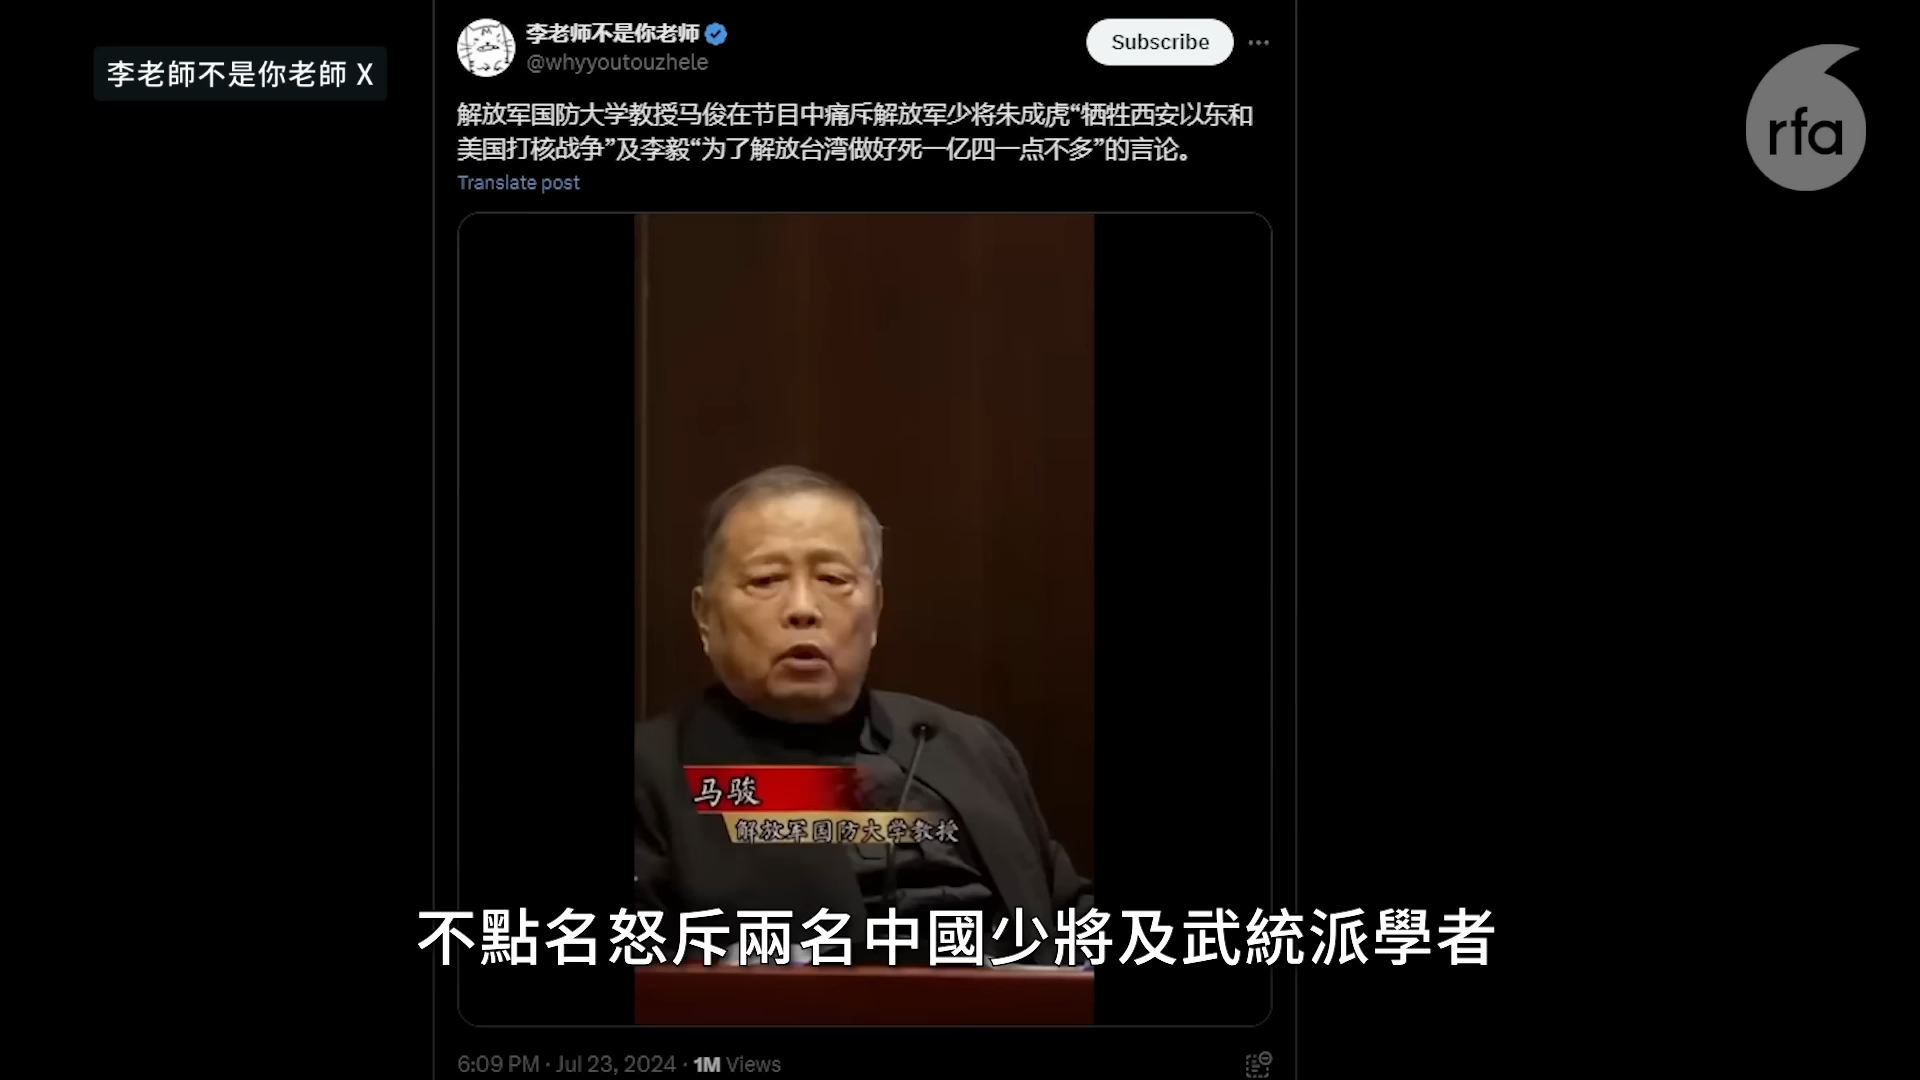 李老師不是你老師 X
rfa
李老师不是你老师
@whyyoutouzhele
Subscribe
解放军国防大学教授马俊在节目中痛斥解放军少将朱成虎“牺牲西安以东和
美国打核战争”及李毅“为了解放台湾做好死一亿四一点不多”的言论。
Translate post
马骏
解放军国防大学教授
不點名怒斥兩名中國少將及武統派學者
6:09 PM · Jul 23, 2024 · 1M Views